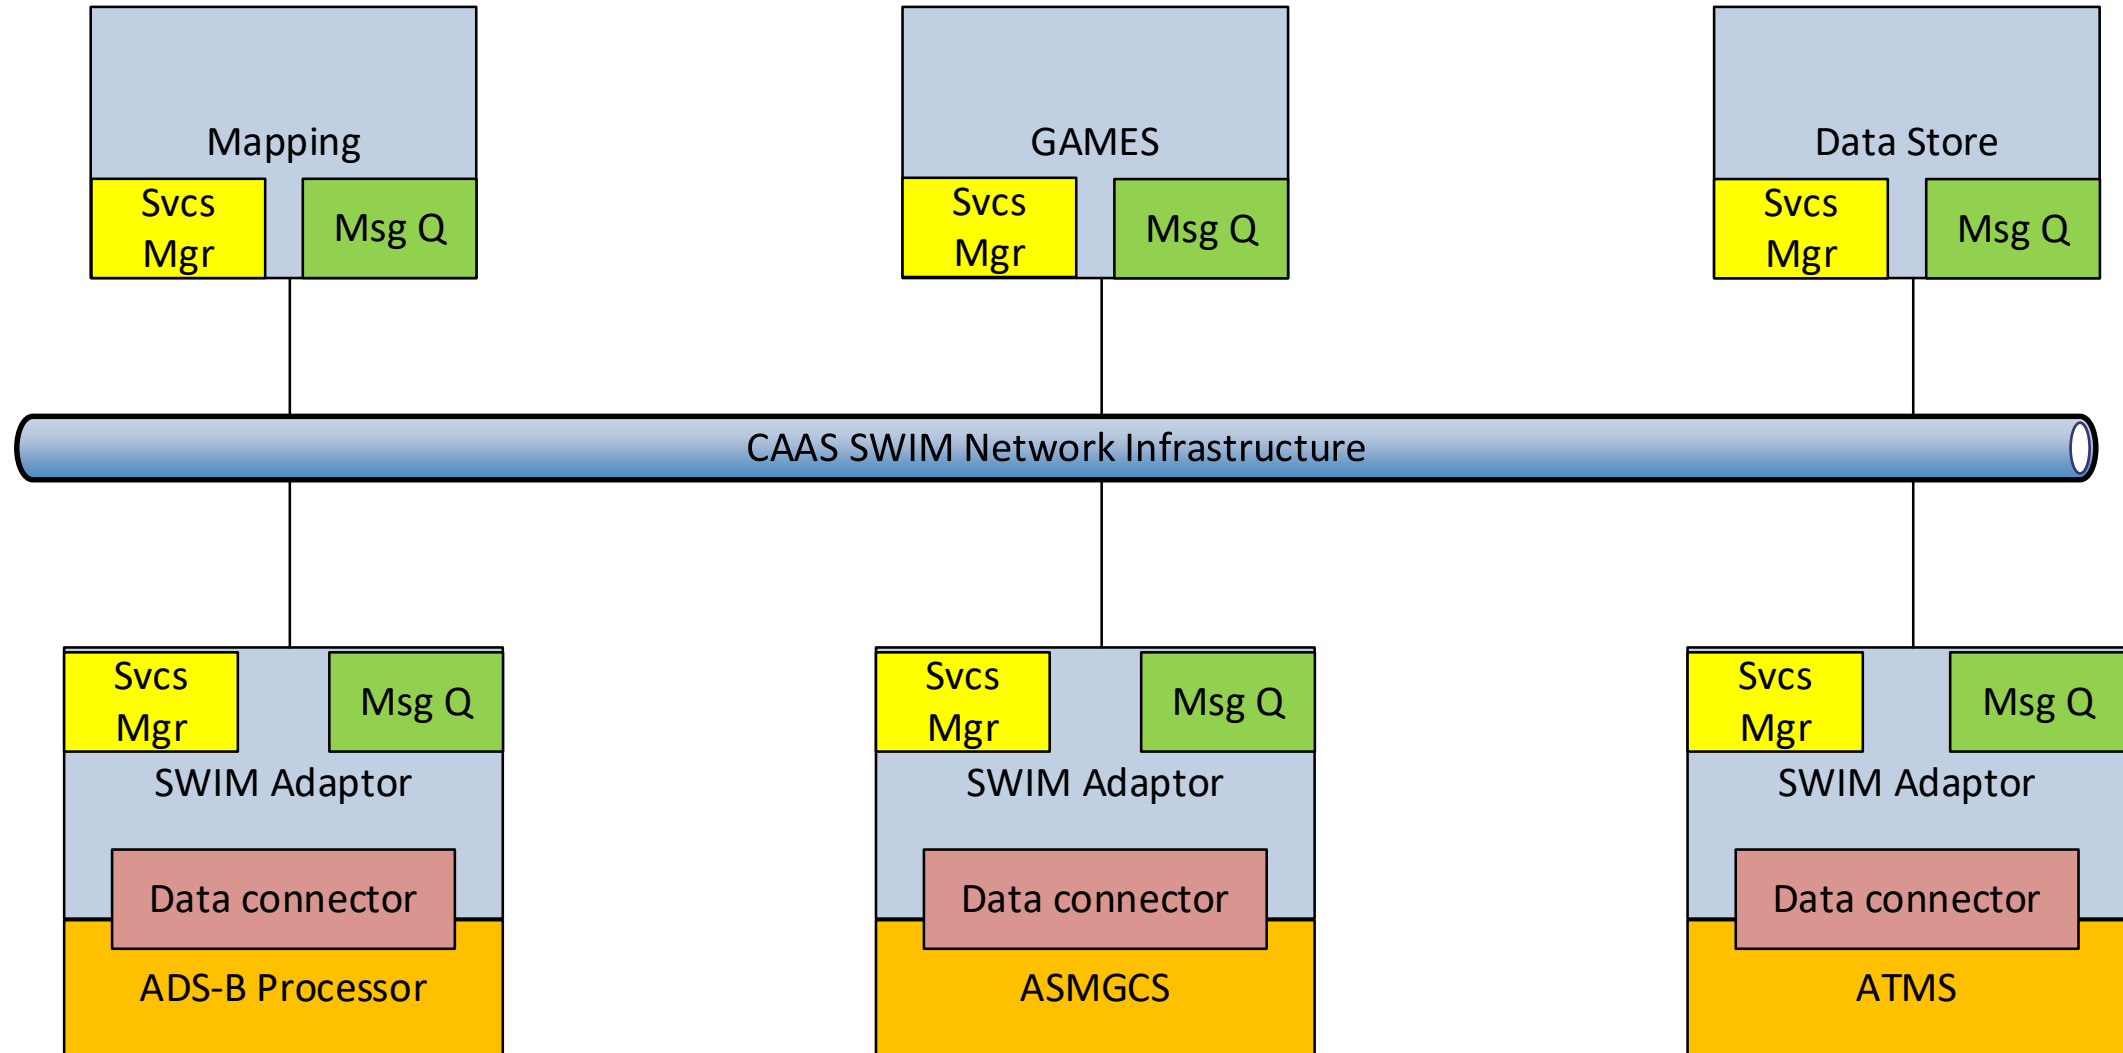 Mapping
Svcs
Mgr
Msg Q
GAMES
Svcs
Mgr
Msg Q
Data Store
Svcs
Mgr
Msg Q
CAAS SWIM Network Infrastructure
Svcs
Mgr
Msg Q
SWIM Adaptor
Data connector
ADS-B Processor
Svcs
Mgr
Msg Q
SWIM Adaptor
Data connector
ASMGCS
Svcs
Mgr
Msg Q
SWIM Adaptor
Data connector
ATMS